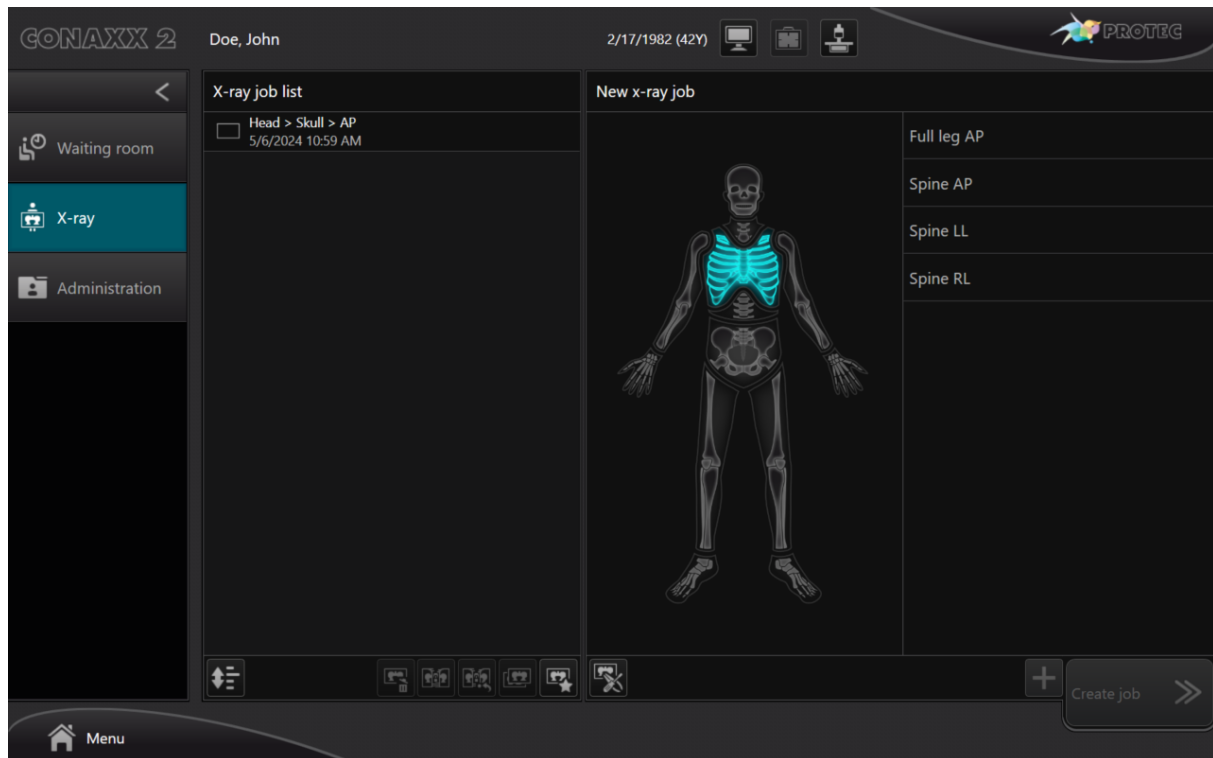 CONAXX 2
Doe, John
2/17/1982 (42Y)
PROTEC
X-ray job list
New x-ray job
Waiting room
X-ray
Administration
Head > Skull > AP
5/6/2024 10:59 AM
Full leg AP
Spine AP
Spine LL
Spine RL
Create job
Menu